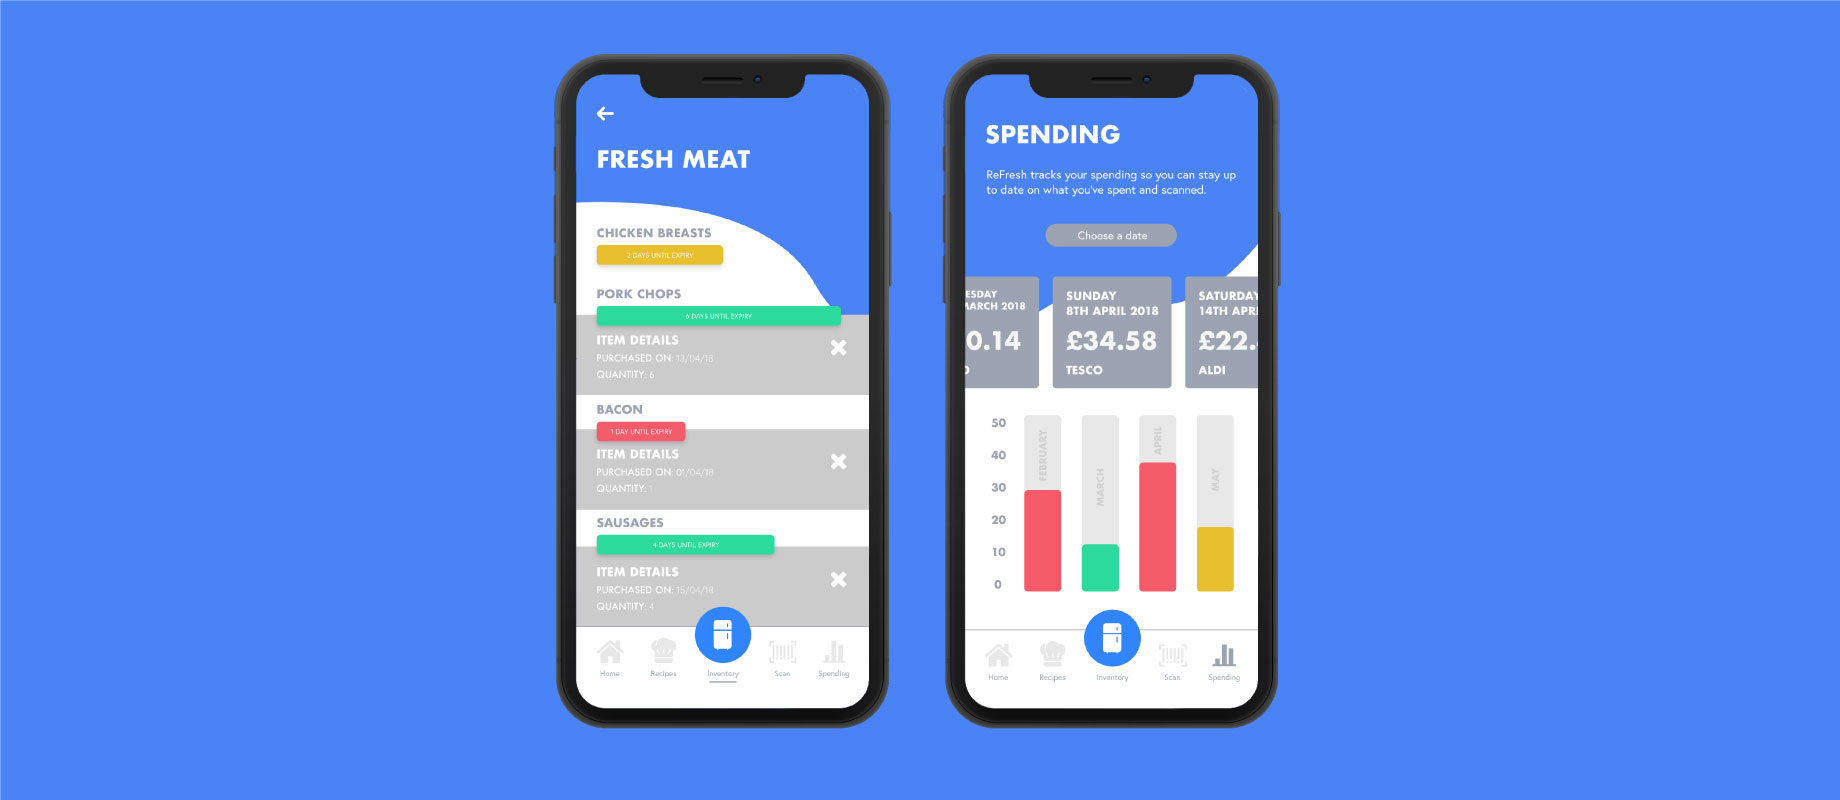 FRESH MEAT
CHICKEN BREASTS
2 DAYS UNTIL EXPIRY
PORK CHOPS
6 DAYS UNTIL EXPIRY
ITEM DETAILS
PURCHASED ON: 13/04/18
QUANTITY: 6
BACON
1 DAY UNTIL EXPIRY
ITEM DETAILS
PURCHASED ON: 01/04/18
QUANTITY: 1
SAUSAGES
4 DAYS UNTIL EXPIRY
ITEM DETAILS
PURCHASED ON: 15/04/18
QUANTITY: 4
Home Recipes Inventory Scan Spending
SPENDING
ReFresh tracks your spending so you can stay up
to date on what you've spent and scanned.
Choose a date
ESDAY
MARCH 2018
0.14
SUNDAY
8TH APRIL 2018
£34.58
TESCO
SATURDAY
14TH APRI
£22.
ALDI
50
40
30
20
10
0
FEBRUARY
MARCH
APRIL
MAY
Home Recipes Inventory Scan Spending